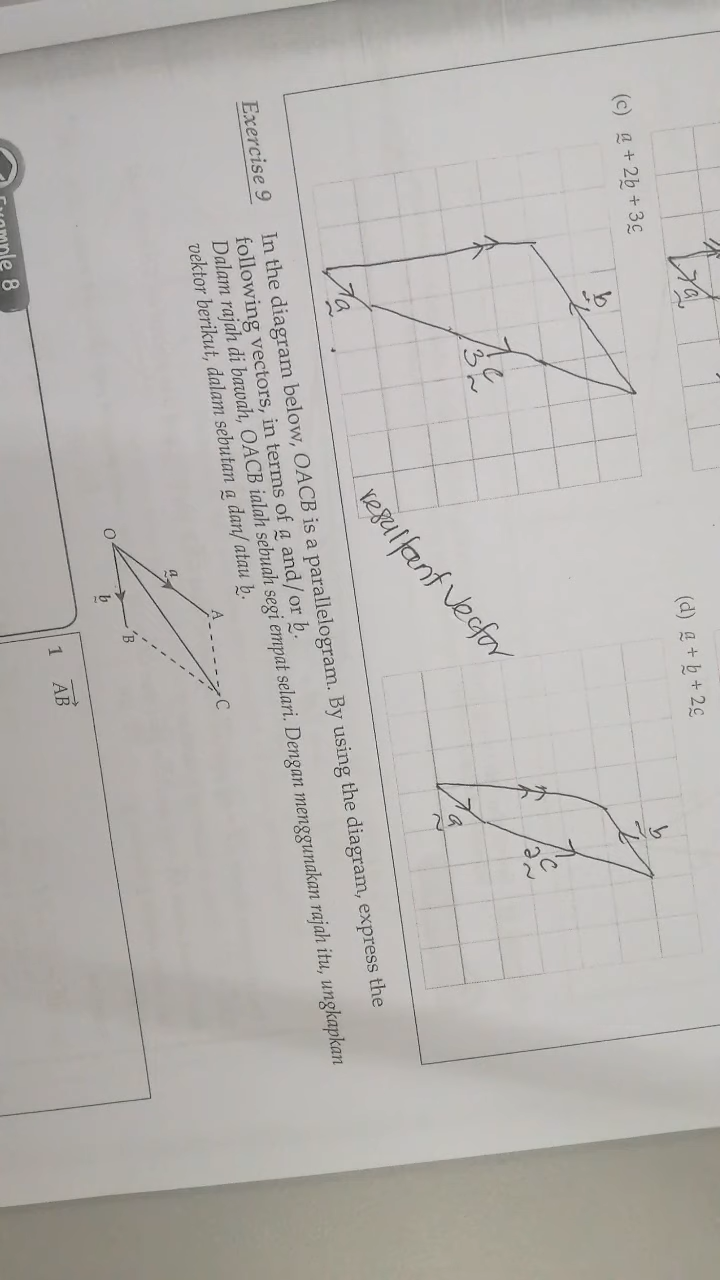 a
(c) a + 2b + 3c
b
3c
a
resultant vector
(d) a + b + 2c
b
2c
a
Exercise 9 In the diagram below, OACB is a parallelogram. By using the diagram, express the
following vectors, in terms of a and/or b.
Dalam rajah di bawah, OACB ialah sebuah segi empat selari. Dengan menggunakan rajah itu, ungkapkan
vektor berikut, dalam sebutan a dan/atau b.
A
C
a
O
b
B
Example 8
1 AB